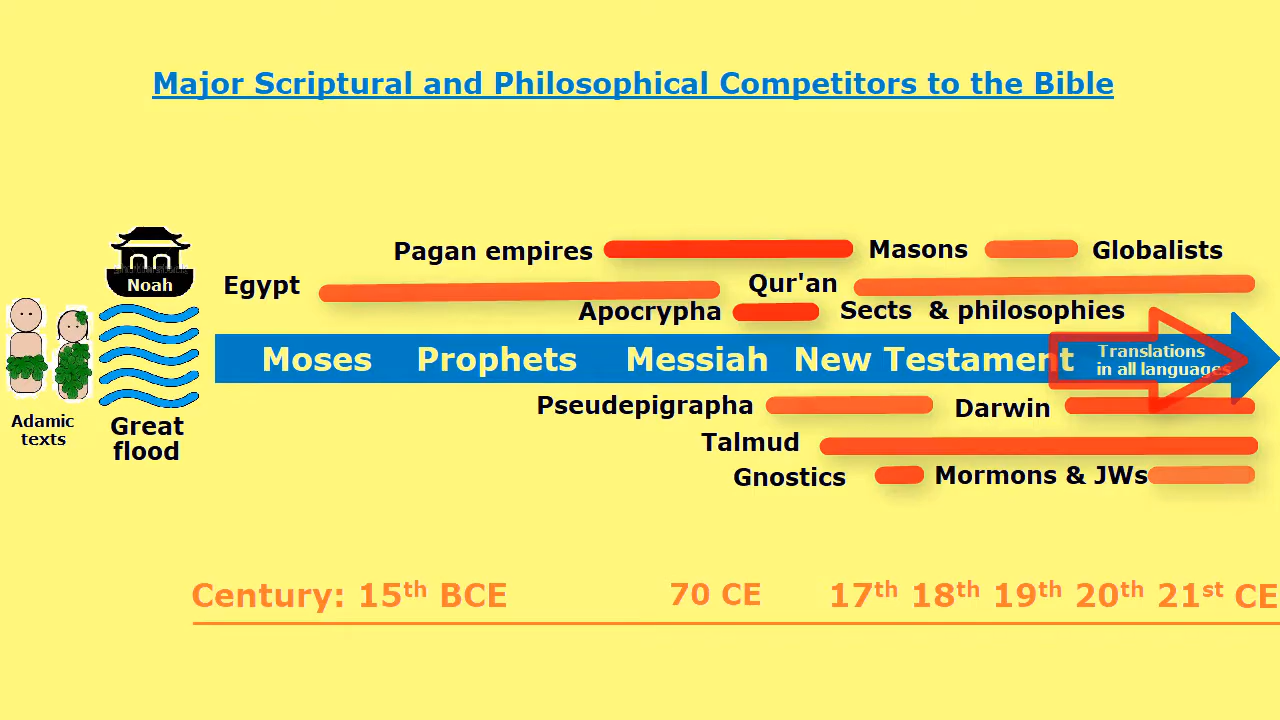 Major Scriptural and Philosophical Competitors to the Bible
Pagan empires
Masons
Globalists
Noah
Egypt
Qur'an
Apocrypha
Sects & philosophies
Moses
Prophets
Messiah
New Testament
Translations
in all languages
Pseudepigrapha
Darwin
Adamic
texts
Great
flood
Talmud
Gnostics
Mormons & JWs
Century: 15th BCE
70 CE
17th 18th 19th 20th 21st CE